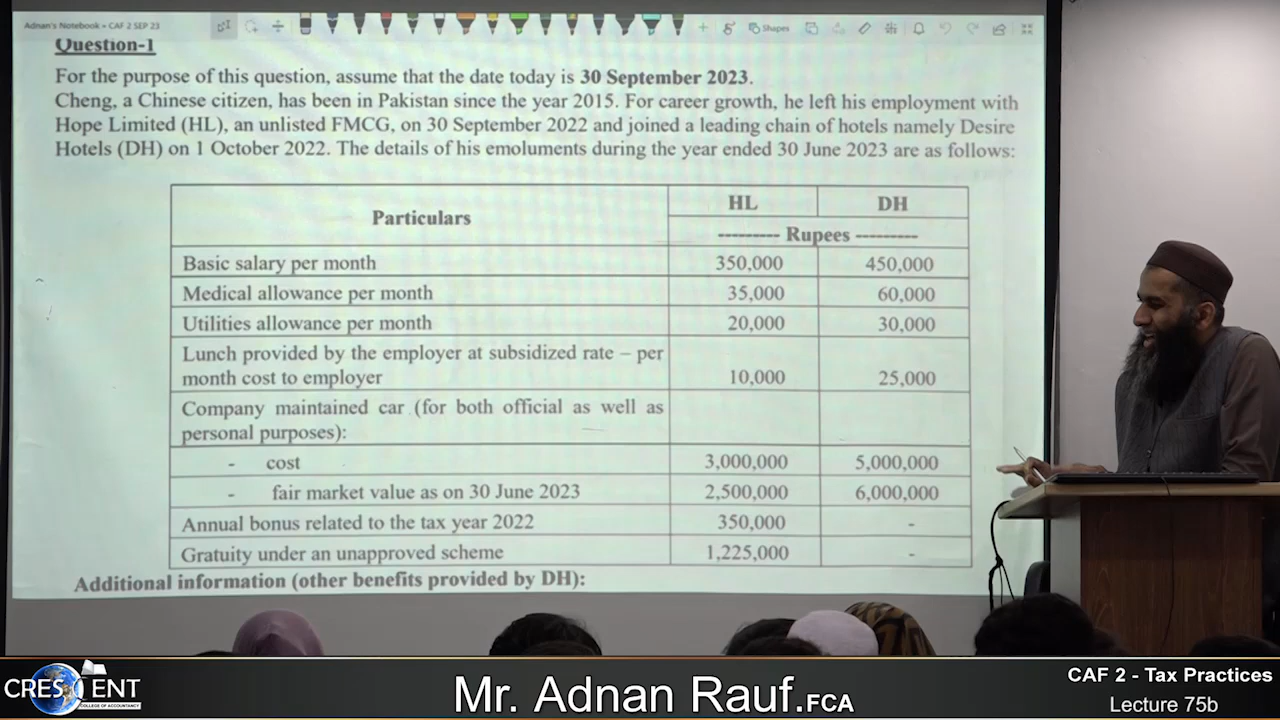 Adnan's Notebook - CAF 2 SEP 23
Shapes
Question-1
For the purpose of this question, assume that the date today is 30 September 2023.
Cheng, a Chinese citizen, has been in Pakistan since the year 2015. For career growth, he left his employment with
Hope Limited (HL), an unlisted FMCG, on 30 September 2022 and joined a leading chain of hotels namely Desire
Hotels (DH) on 1 October 2022. The details of his emoluments during the year ended 30 June 2023 are as follows:
Particulars HL DH
--------- Rupees ---------
Basic salary per month 350,000 450,000
Medical allowance per month 35,000 60,000
Utilities allowance per month 20,000 30,000
Lunch provided by the employer at subsidized rate – per
month cost to employer 10,000 25,000
Company maintained car (for both official as well as
personal purposes):
- cost 3,000,000 5,000,000
- fair market value as on 30 June 2023 2,500,000 6,000,000
Annual bonus related to the tax year 2022 350,000 -
Gratuity under an unapproved scheme 1,225,000 -
Additional information (other benefits provided by DH):
CRESCENT
COLLEGE OF ACCOUNTANCY
Mr. Adnan Rauf.FCA
CAF 2 - Tax Practices
Lecture 75b